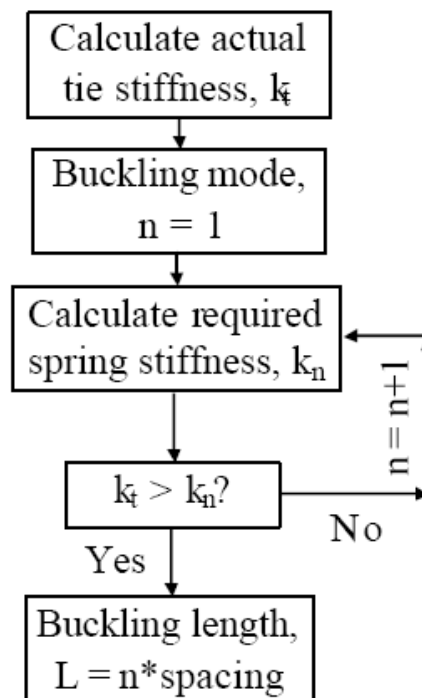 Calculate actual
tie stiffness, kt
Buckling mode,
n = 1
Calculate required
spring stiffness, kn
n = n+1
kt > kn?
No
Yes
Buckling length,
L = n*spacing